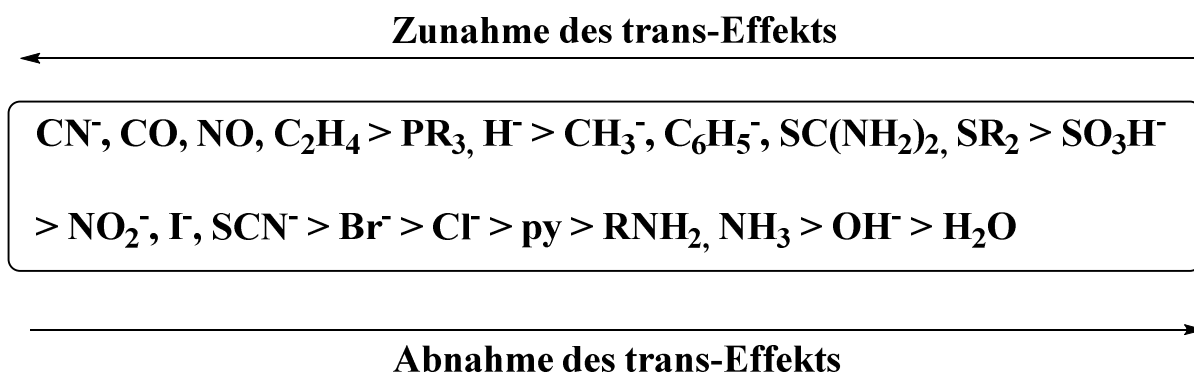 Zunahme des trans-Effekts
CN⁻, CO, NO, C₂H₄ > PR₃, H⁻ > CH₃⁻, C₆H₅⁻, SC(NH₂)₂, SR₂ > SO₃H⁻
> NO₂⁻, I⁻, SCN⁻ > Br⁻ > Cl⁻ > py > RNH₂, NH₃ > OH⁻ > H₂O
Abnahme des trans-Effekts